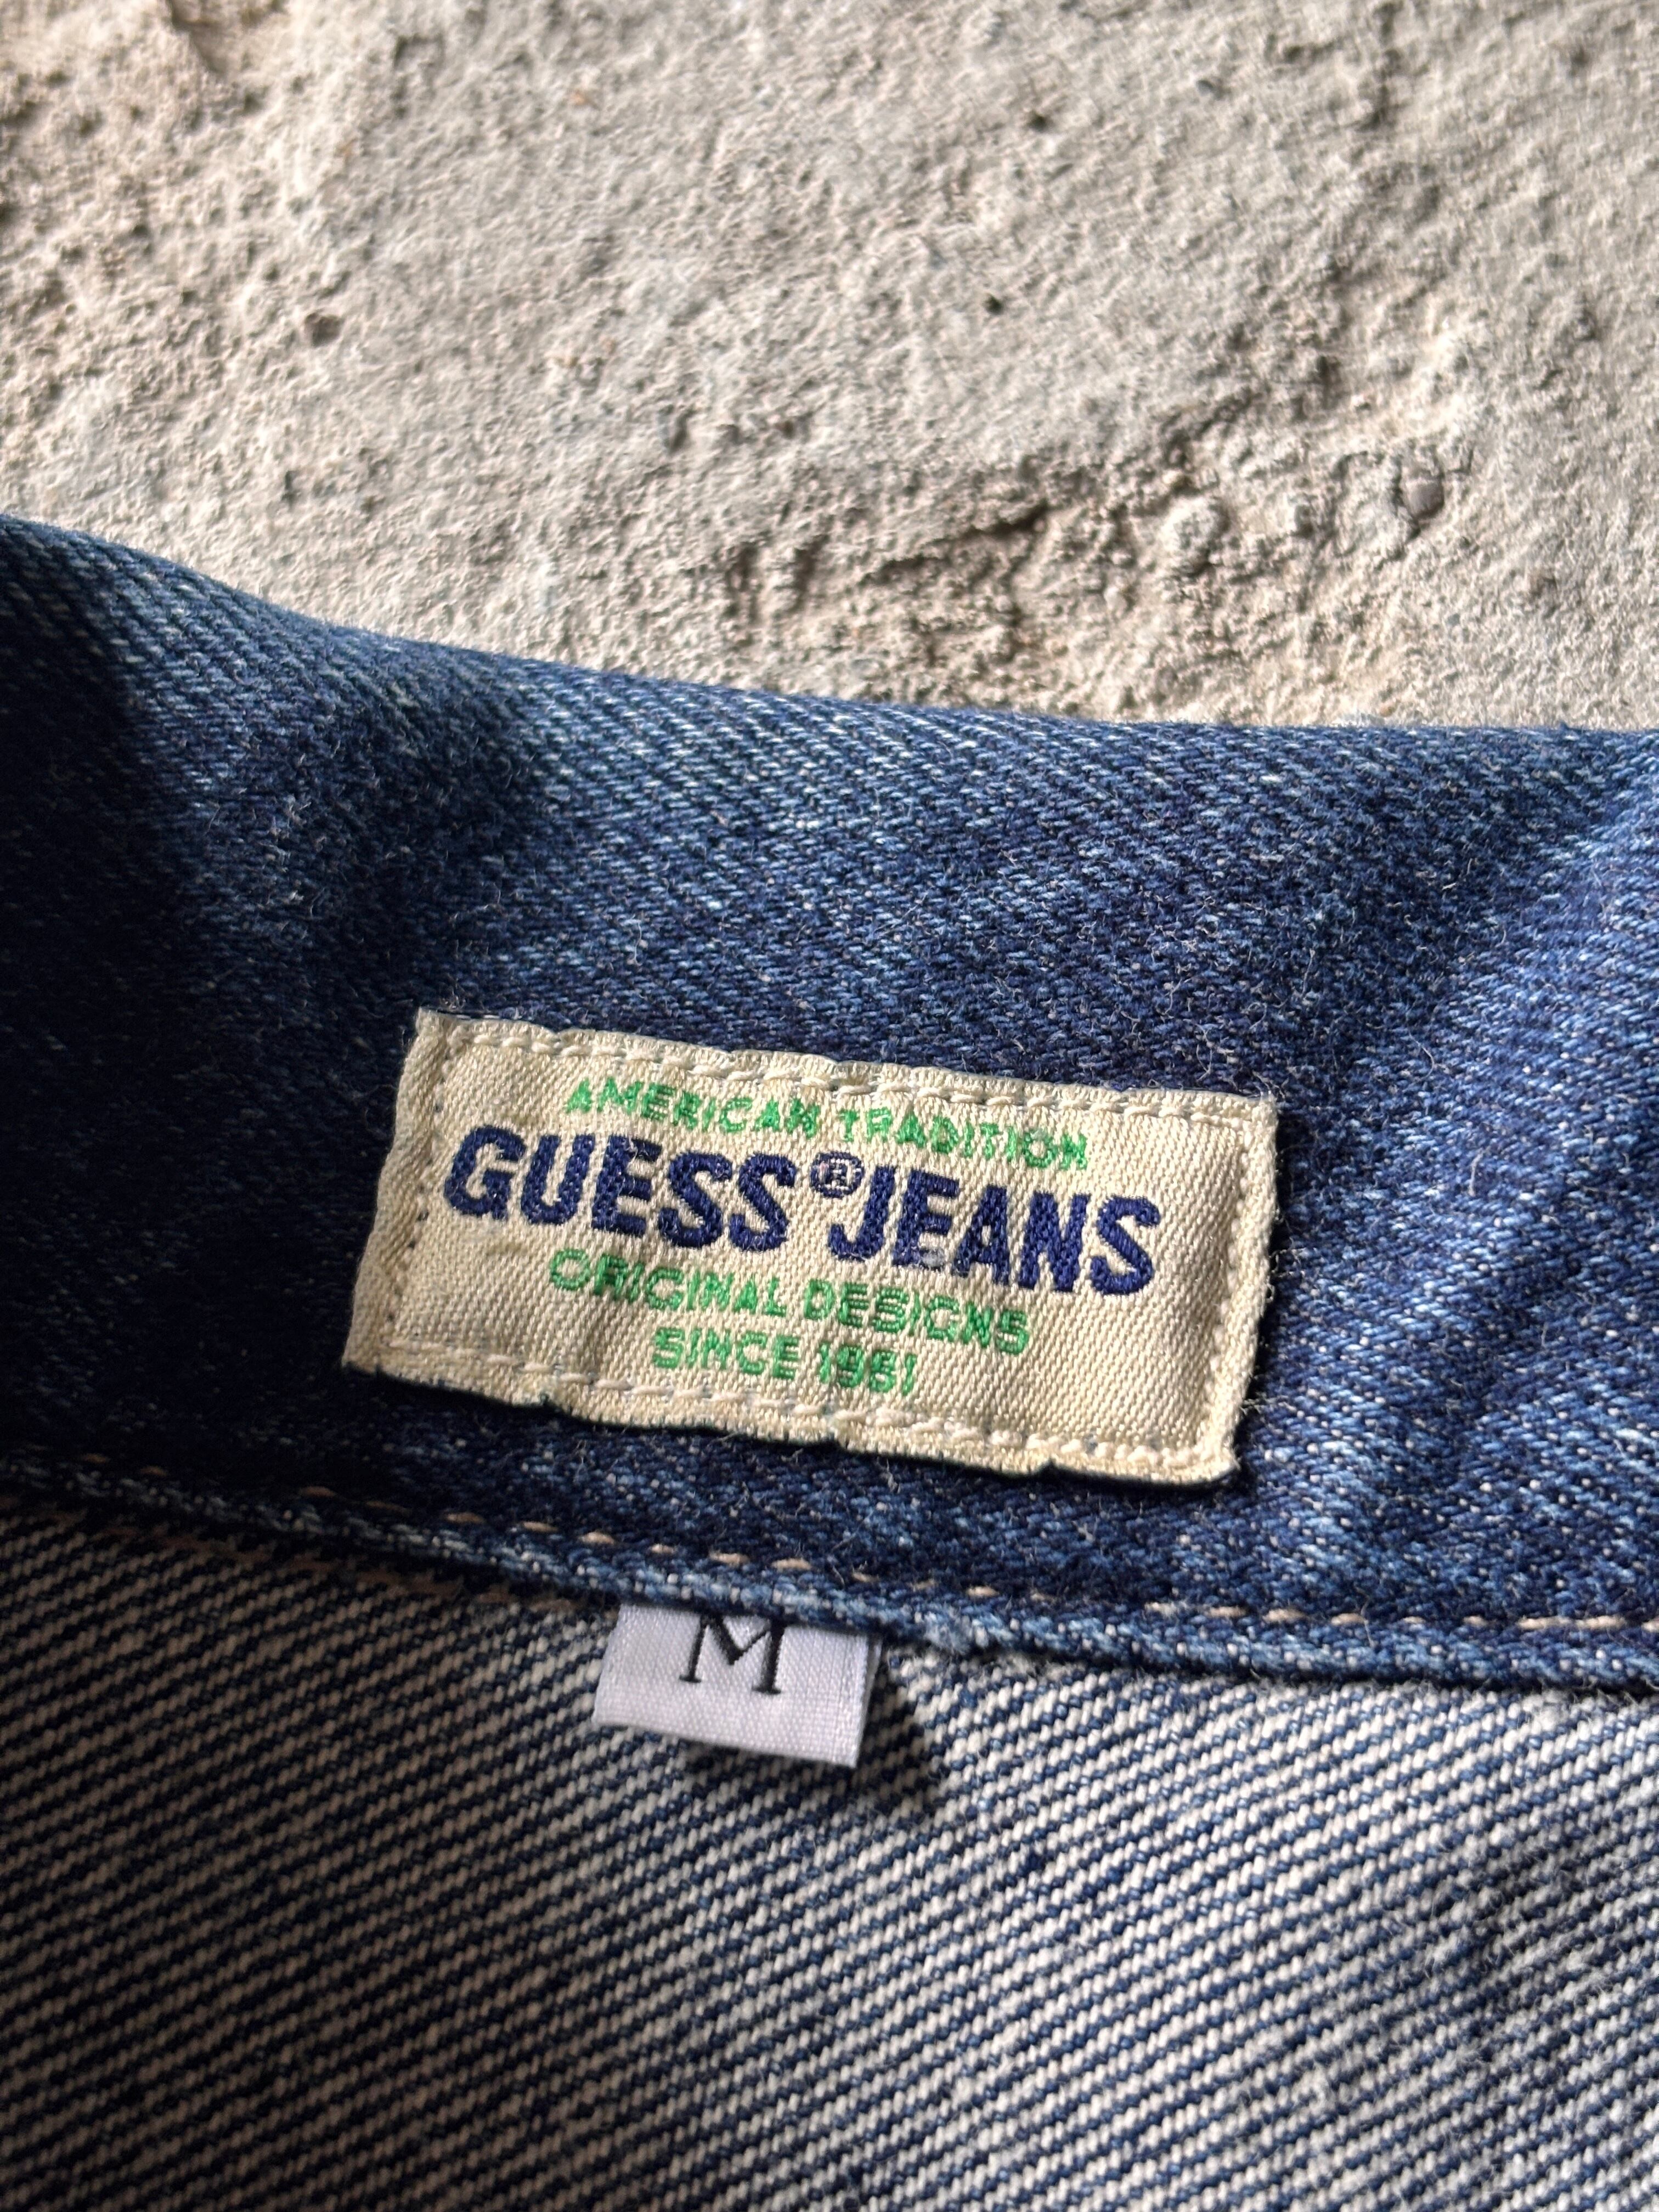 AMERICAN TRADITION
GUESS® JEANS
ORIGINAL DESIGNS
SINCE 1981
M